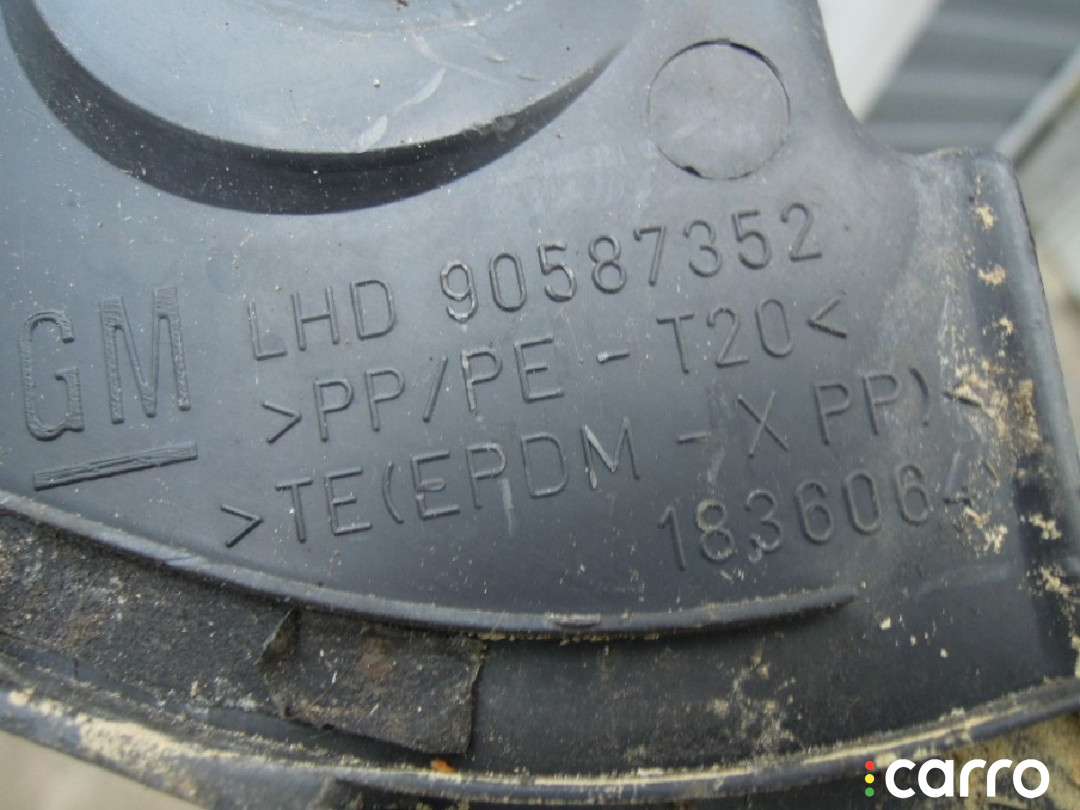 GM
LHD 90587352
>PP/PE - T20<
>TE(EPDM - X PP)<
1836064
carro